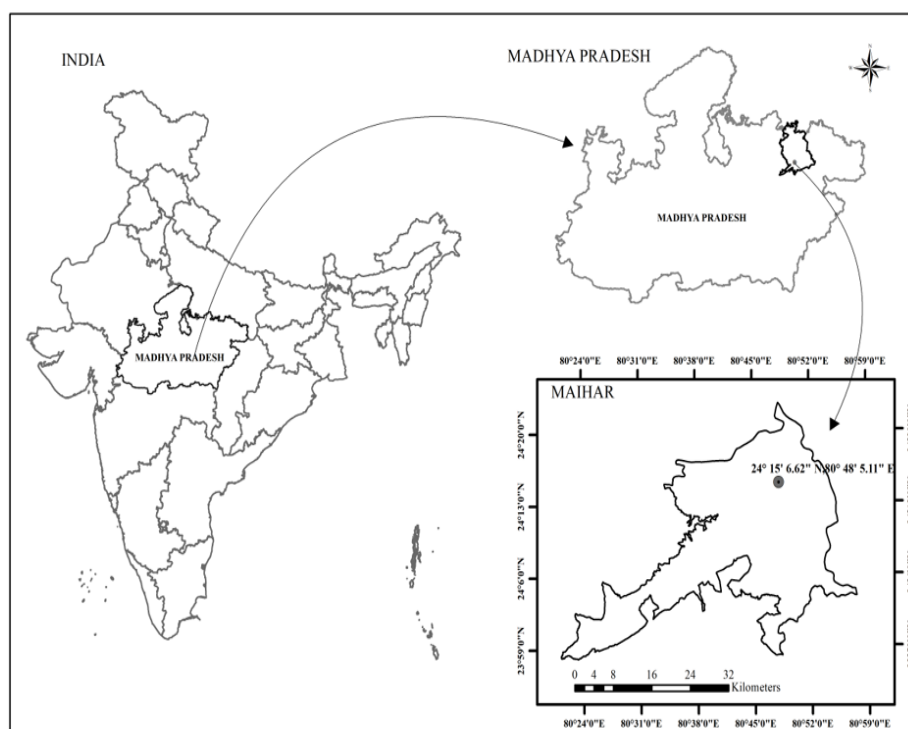 INDIA
MADHYA PRADESH
N
W
E
S
MADHYA PRADESH
MADHYA PRADESH
80°24'0"E 80°31'0"E 80°38'0"E 80°45'0"E 80°52'0"E 80°59'0"E
MAIHAR
24°20'0"N
24° 15' 6.62" N,80° 48' 5.11" E
24°13'0"N
24°6'0"N
23°59'0"N
0 4 8 16 24 32
Kilometers
80°24'0"E 80°31'0"E 80°38'0"E 80°45'0"E 80°52'0"E 80°59'0"E